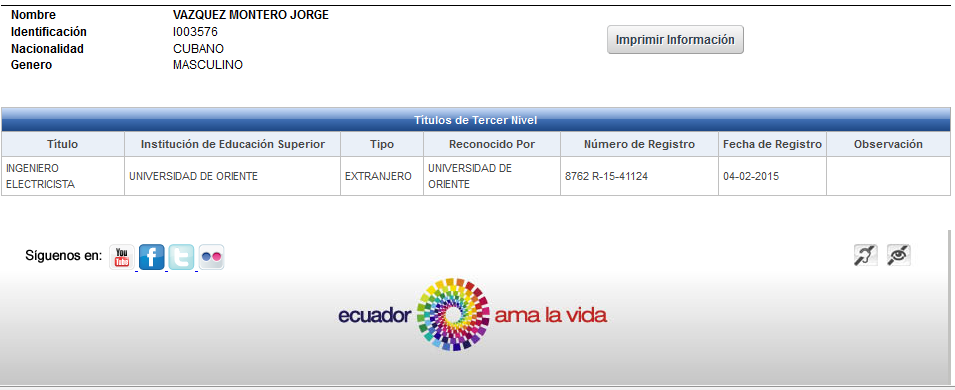 Nombre VAZQUEZ MONTERO JORGE
Identificación I003576
Nacionalidad CUBANO
Genero MASCULINO
Imprimir Información
Títulos de Tercer Nivel
Título Institución de Educación Superior Tipo Reconocido Por Número de Registro Fecha de Registro Observación
INGENIERO ELECTRICISTA UNIVERSIDAD DE ORIENTE EXTRANJERO UNIVERSIDAD DE ORIENTE 8762 R-15-41124 04-02-2015
Síguenos en: You Tube f t
ecuador ama la vida